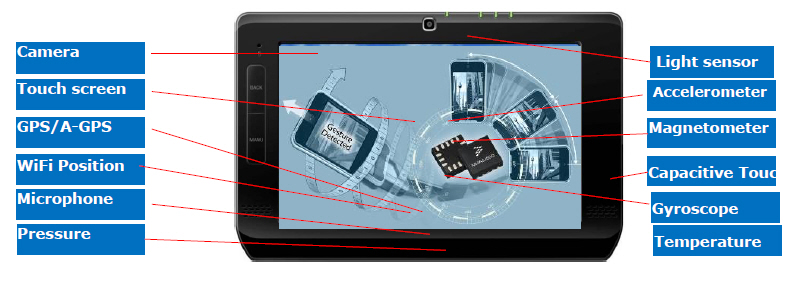 Camera
Touch screen
GPS/A-GPS
WiFi Position
Microphone
Pressure
BACK
MANU
Gesture
Detected
Light sensor
Accelerometer
Magnetometer
Capacitive Touc
Gyroscope
Temperature